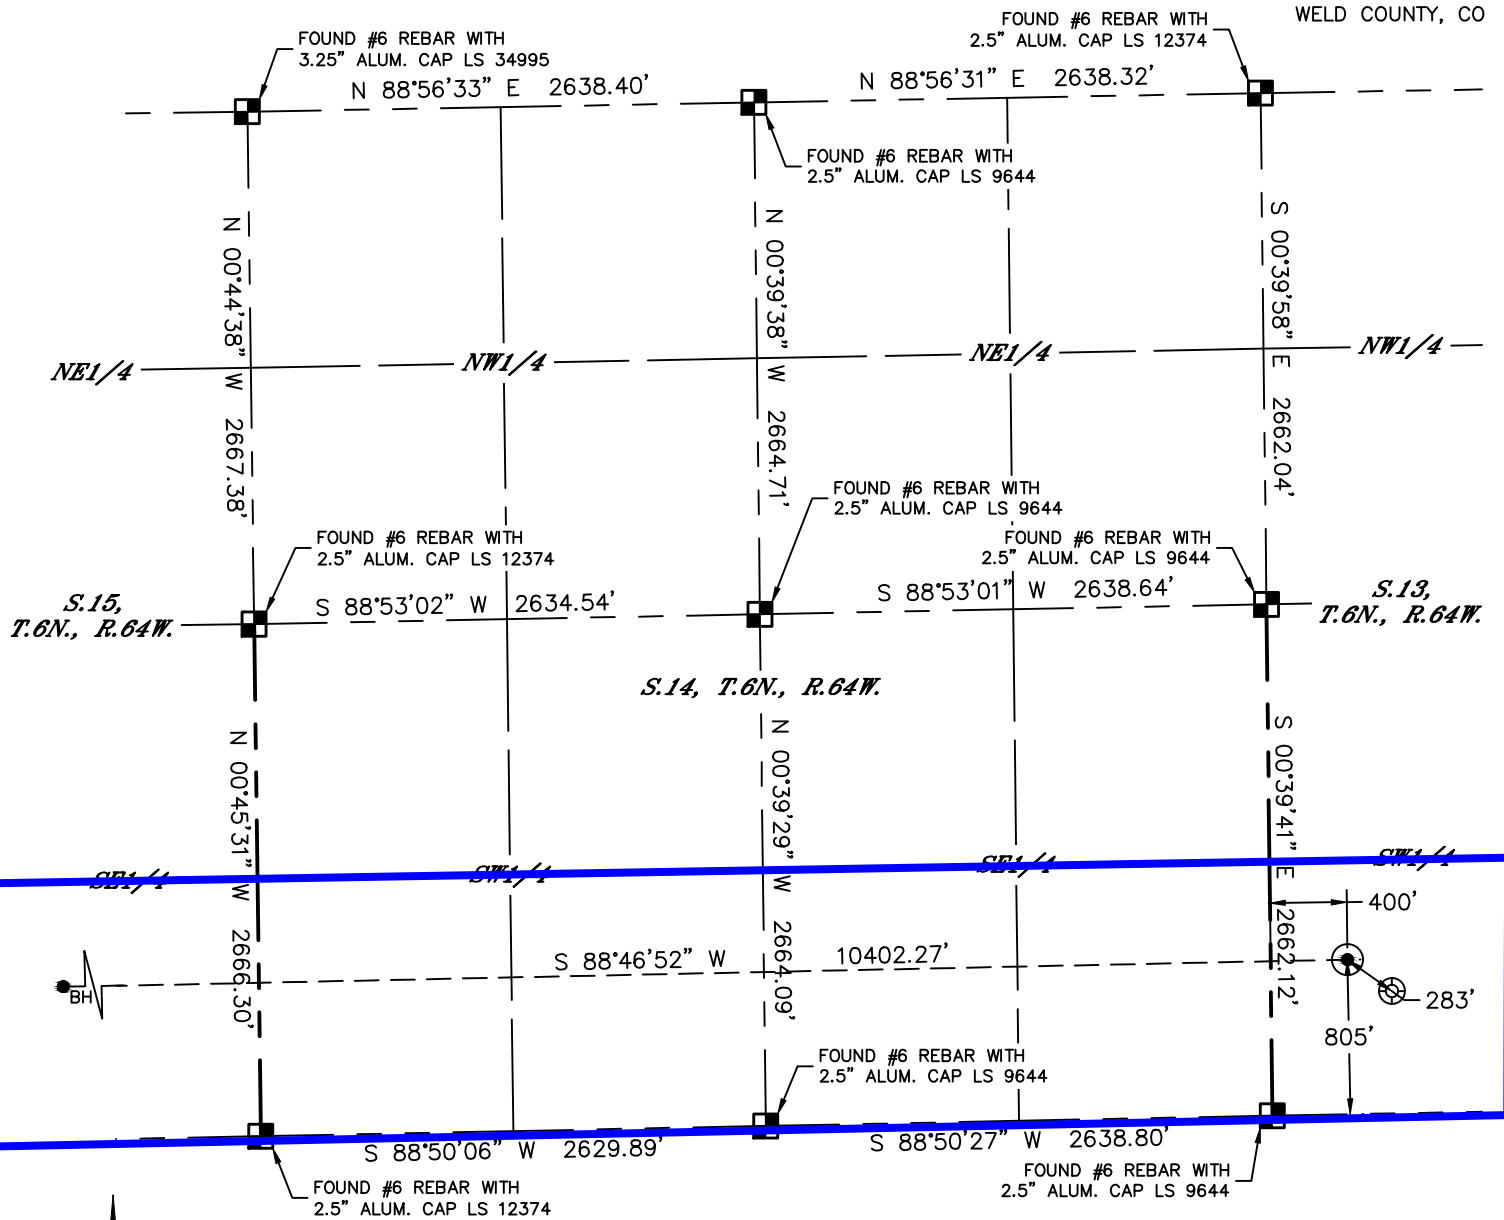 WELD COUNTY, CO
FOUND #6 REBAR WITH
3.25" ALUM. CAP LS 34995
FOUND #6 REBAR WITH
2.5" ALUM. CAP LS 12374
N 88°56'33" E 2638.40'
N 88°56'31" E 2638.32'
FOUND #6 REBAR WITH
2.5" ALUM. CAP LS 9644
N 00°44'38" W 2667.38'
N 00°39'38" W 2664.71'
S 00°39'58" E 2662.04'
NE1/4
NW1/4
NE1/4
NW1/4
FOUND #6 REBAR WITH
2.5" ALUM. CAP LS 9644
FOUND #6 REBAR WITH
2.5" ALUM. CAP LS 12374
FOUND #6 REBAR WITH
2.5" ALUM. CAP LS 9644
S.15,
T.6N., R.64W.
S 88°53'02" W 2634.54'
S 88°53'01" W 2638.64'
S.13,
T.6N., R.64W.
S.14, T.6N., R.64W.
N 00°45'31" W 2666.30'
N 00°39'29" W 2664.09'
S 00°39'41" E 2662.12'
SE1/4
SW1/4
SE1/4
SW1/4
400'
S 88°46'52" W 10402.27'
BH
283'
805'
FOUND #6 REBAR WITH
2.5" ALUM. CAP LS 9644
S 88°50'06" W 2629.89'
S 88°50'27" W 2638.80'
FOUND #6 REBAR WITH
2.5" ALUM. CAP LS 9644
FOUND #6 REBAR WITH
2.5" ALUM. CAP LS 12374